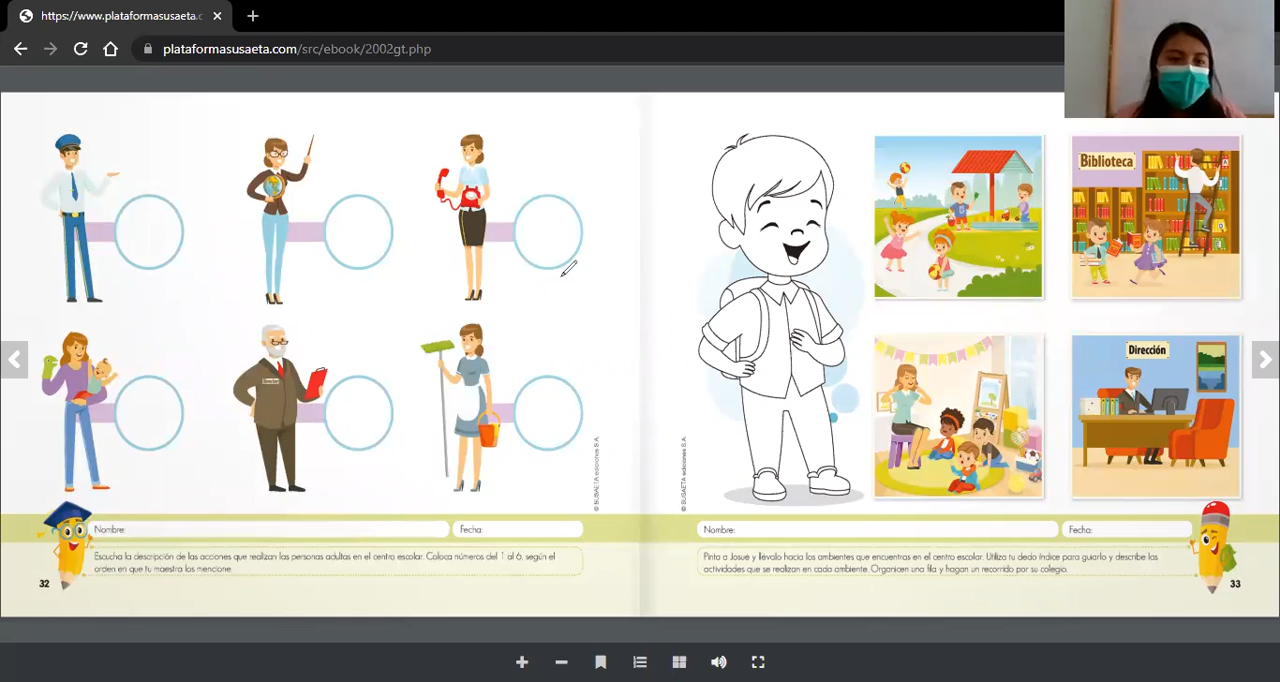 https://www.plataformasusaeta.c
plataformasusaeta.com/src/ebook/2002gt.php
Biblioteca
Dirección
© SUSAETA ediciones S.A.
© SUSAETA ediciones S.A.
Nombre:
Fecha:
Escucha la descripción de las acciones que realizan las personas adultas en el centro escolar. Coloca números del 1 al 6, según el
orden en que tu maestra los mencione.
32
Nombre:
Fecha:
Pinta a Josué y llévalo hacia los ambientes que encuentras en el centro escolar. Utiliza tu dedo índice para guiarlo y describe las
actividades que se realizan en cada ambiente. Organicen una fila y hagan un recorrido por su colegio.
33